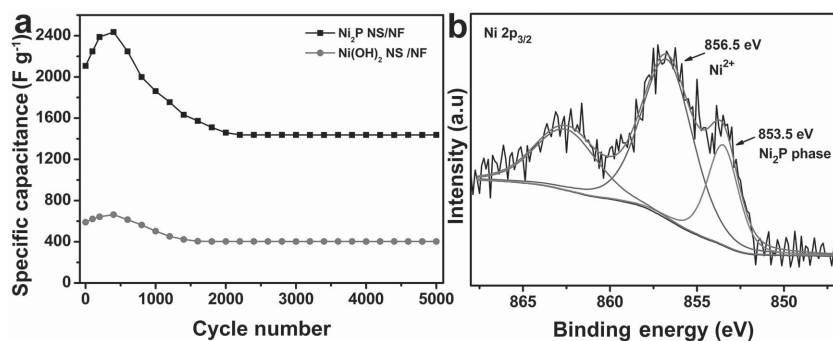 a
Ni₂P NS/NF
Ni(OH)₂ NS /NF
Specific capacitance (F g⁻¹)
2400
2000
1600
1200
800
400
0
0 1000 2000 3000 4000 5000
Cycle number
b
Ni 2p₃/₂
856.5 eV
Ni²⁺
853.5 eV
Ni₂P phase
Intensity (a.u)
865 860 855 850
Binding energy (eV)